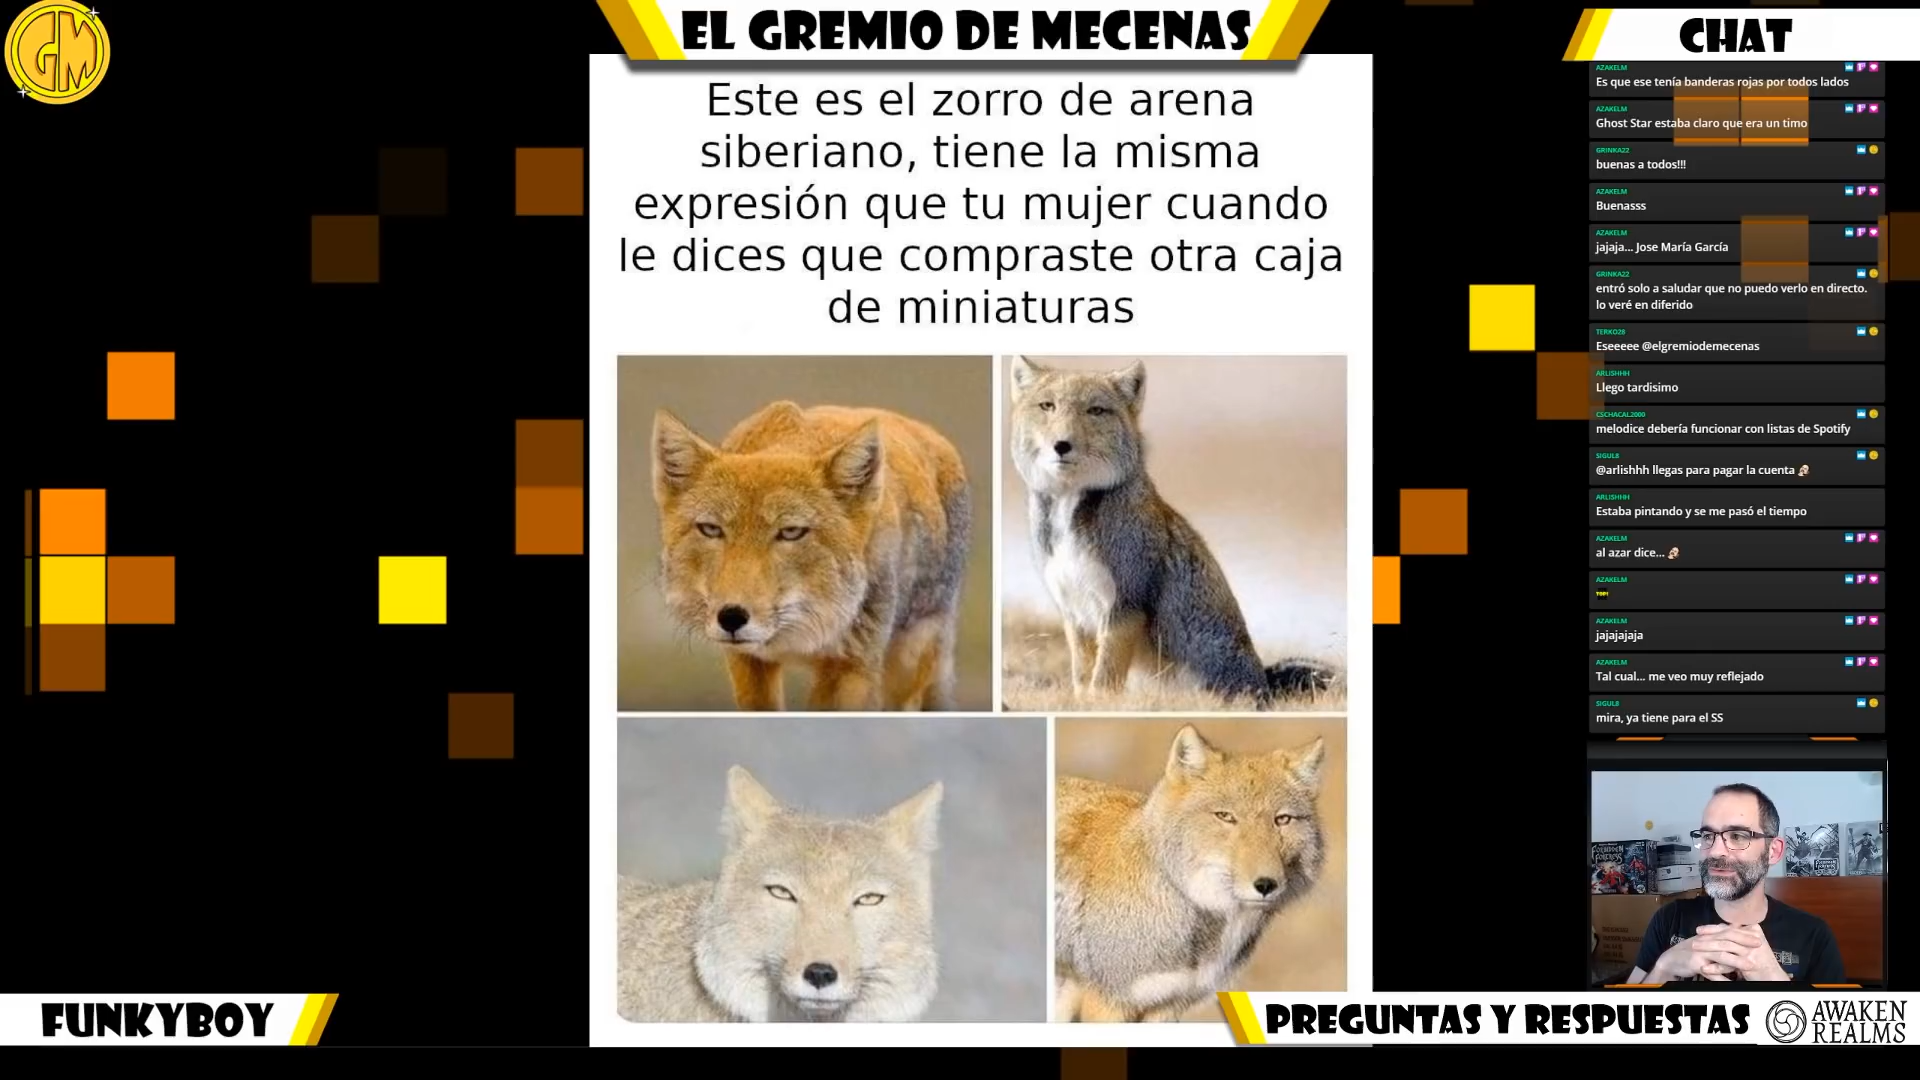 GM
EL GREMIO DE MECENAS
CHAT
Este es el zorro de arena
siberiano, tiene la misma
expresión que tu mujer cuando
le dices que compraste otra caja
de miniaturas
AZAKELM
Es que ese tenía banderas rojas por todos lados
AZAKELM
Ghost Star estaba claro que era un timo
GRINKA22
buenas a todos!!!
AZAKELM
Buenasss
AZAKELM
jajaja... Jose María García
GRINKA22
entró solo a saludar que no puedo verlo en directo.
lo veré en diferido
TERKO28
Eseeeee @elgremiodemecenas
ARLISHHH
Llego tardisimo
CSCHACAL2000
melodice debería funcionar con listas de Spotify
SIGUL8
@arlishhh llegas para pagar la cuenta
ARLISHHH
Estaba pintando y se me pasó el tiempo
AZAKELM
al azar dice...
AZAKELM
AZAKELM
jajajajaja
AZAKELM
Tal cual... me veo muy reflejado
SIGUL8
mira, ya tiene para el SS
FORBIDDEN
FORTRESS
FUNKYBOY
PREGUNTAS Y RESPUESTAS
AWAKEN
REALMS